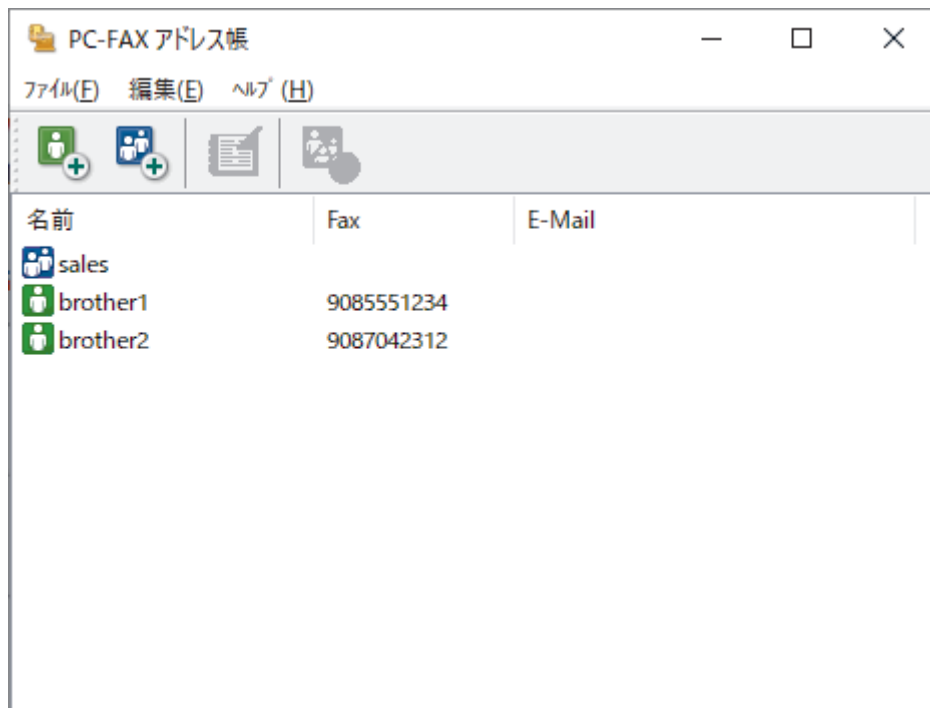 PC-FAX アドレス帳
ファイル(F) 編集(E) ヘルプ(H)
名前 Fax E-Mail
sales
brother1 9085551234
brother2 9087042312